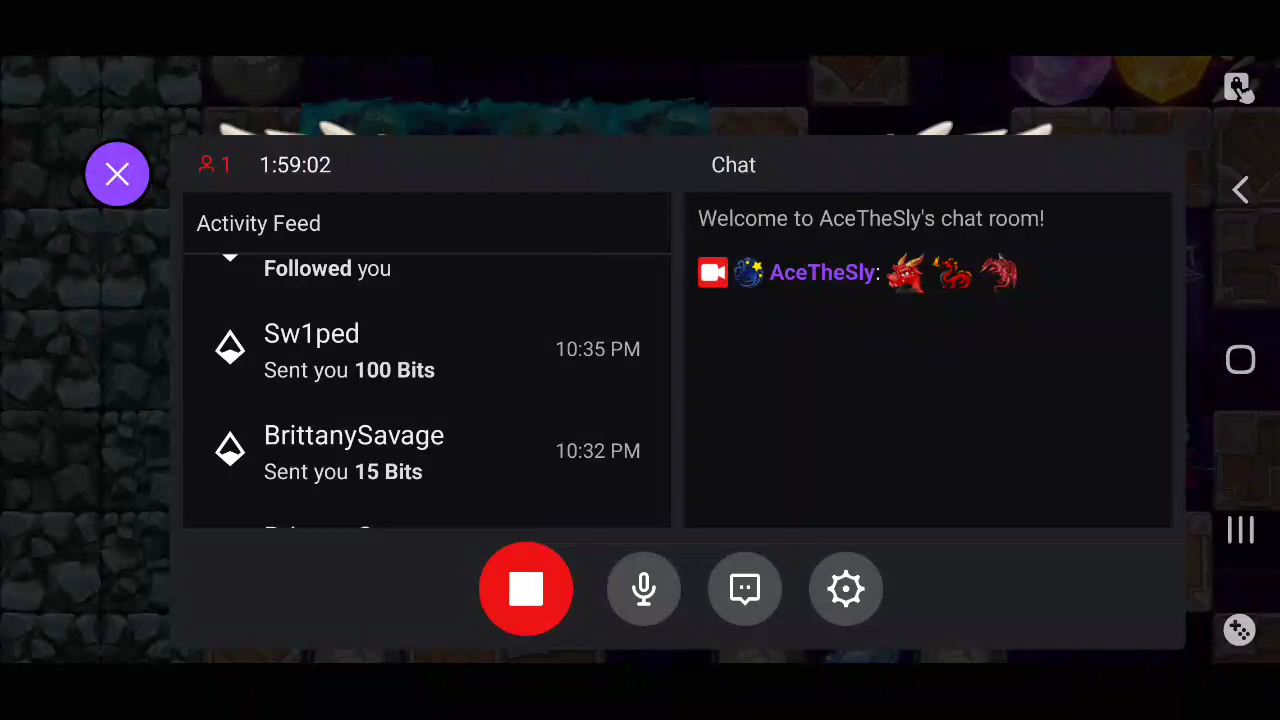 1 1:59:02
Chat
Activity Feed
Followed you
Sw1ped
Sent you 100 Bits
10:35 PM
BrittanySavage
Sent you 15 Bits
10:32 PM
Welcome to AceTheSly's chat room!
AceTheSly: